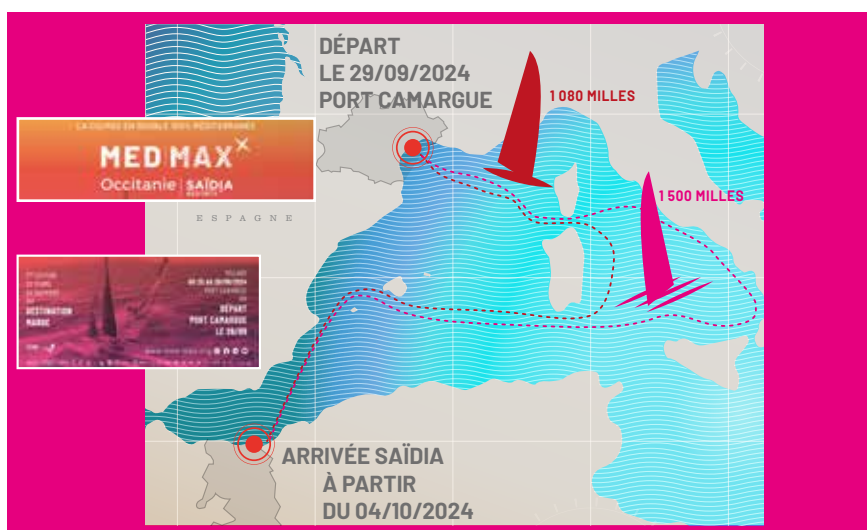 DÉPART
LE 29/09/2024
PORT CAMARGUE
1 080 MILLES
LA COURSE EN DOUBLE 100% MÉDITERRANÉE
MED MAX
Occitanie | SAÏDIA
ESPAGNE
1 500 MILLES
DESTINATION
MAROC
DÉPART
PORT CAMARGUE
LE 29/09
ARRIVÉE SAÏDIA
À PARTIR
DU 04/10/2024